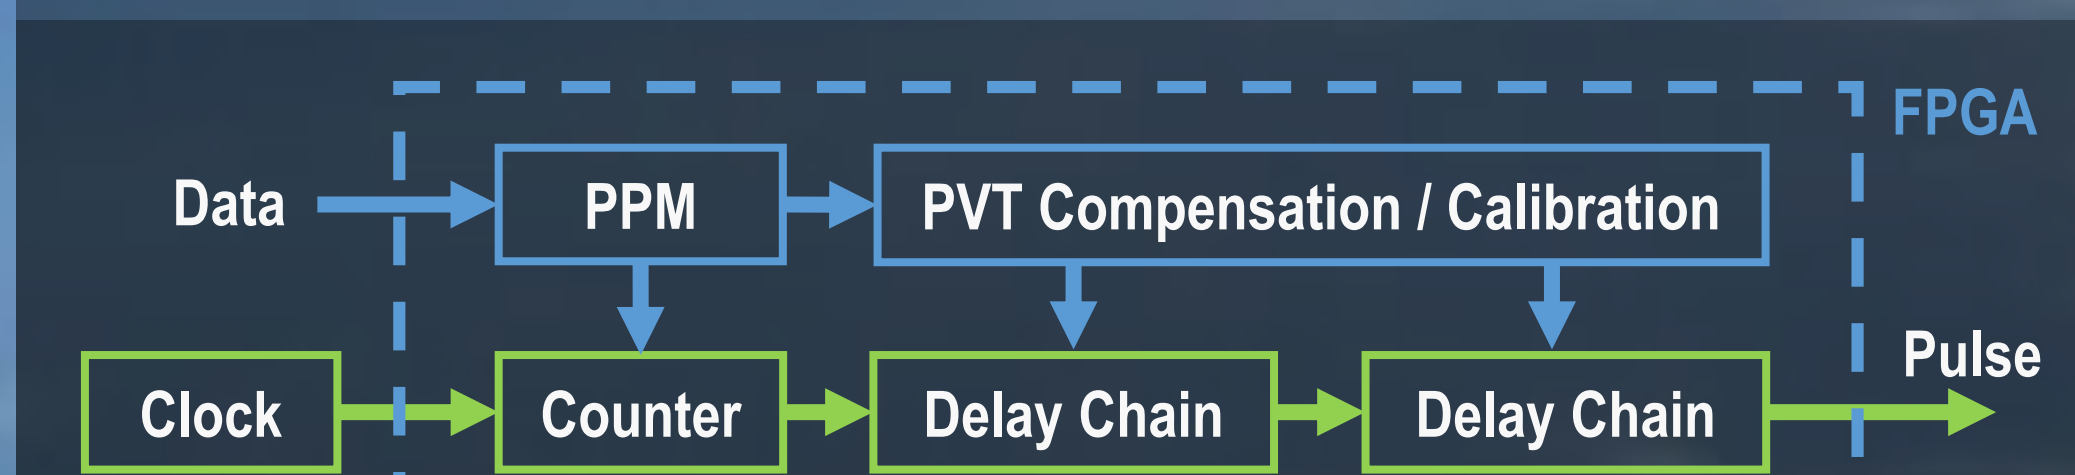 FPGA
Data
PPM
PVT Compensation / Calibration
Pulse
Clock
Counter
Delay Chain
Delay Chain